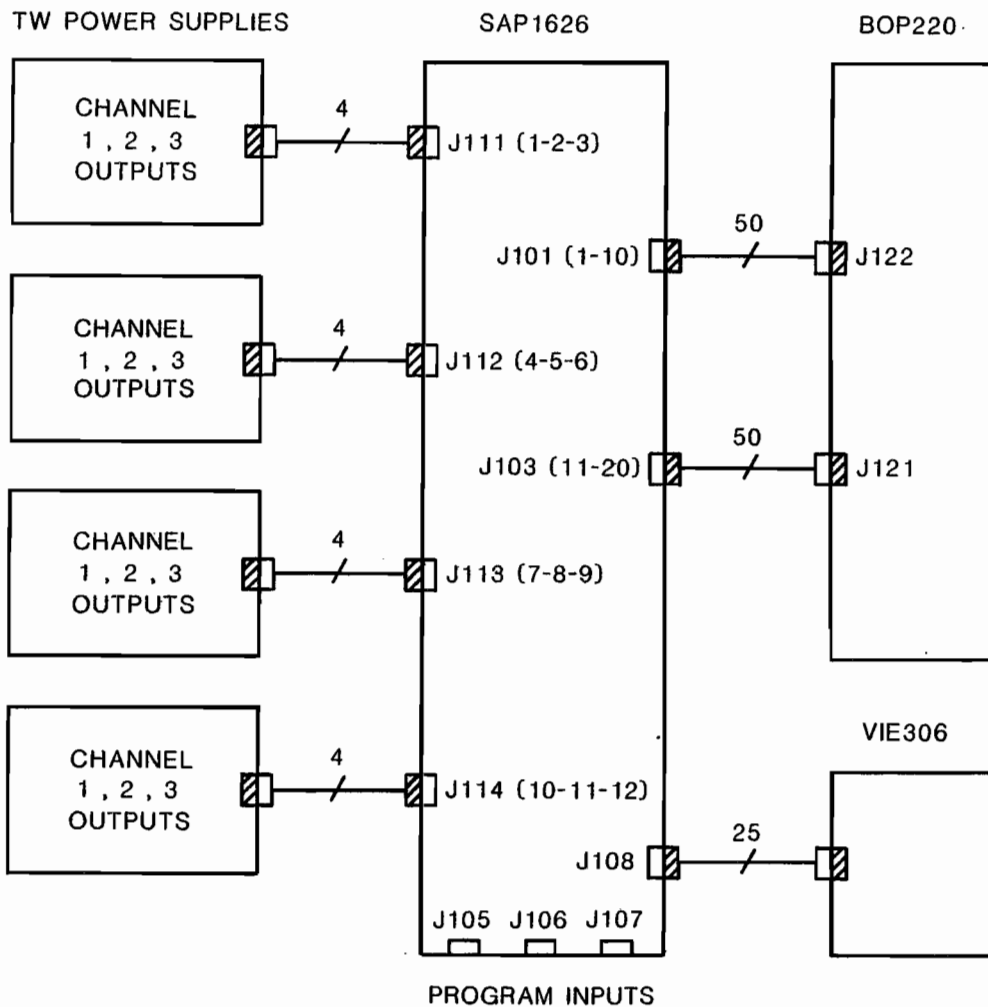 TW POWER SUPPLIES
SAP1626
BOP220
CHANNEL
1 , 2 , 3
OUTPUTS
4
J111 (1-2-3)
J101 (1-10)
50
J122
CHANNEL
1 , 2 , 3
OUTPUTS
4
J112 (4-5-6)
J103 (11-20)
50
J121
CHANNEL
1 , 2 , 3
OUTPUTS
4
J113 (7-8-9)
VIE306
CHANNEL
1 , 2 , 3
OUTPUTS
4
J114 (10-11-12)
J108
25
J105
J106
J107
PROGRAM INPUTS